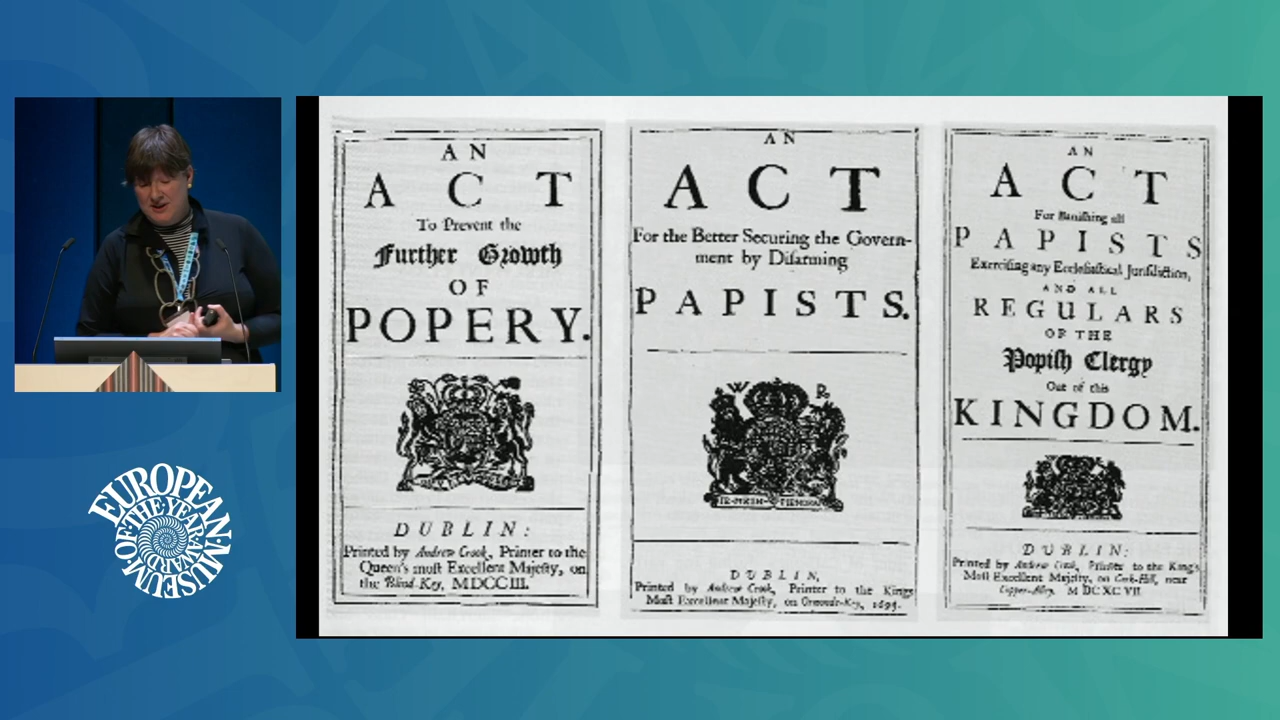 EUROPEAN MUSEUM
OF THE YEAR AWARD
AN
ACT
To Prevent the
Further Growth
OF
POPERY.
DUBLIN:
Printed by Andrew Crook, Printer to the
Queen's most Excellent Majesty, on
the Blind-Key, MDCCIII.
AN
ACT
For the Better Securing the Govern-
ment by Disarming
PAPISTS.
W R
DUBLIN,
Printed by Andrew Crook, Printer to the Kings
Most Excellent Majesty, on Ormonde-Key,
AN
ACT
For Banishing all
PAPISTS
Exercising any Ecclesiastical Jurisdiction,
AND ALL
REGULARS
OF THE
Popish Clergy
Out of this
KINGDOM.
DUBLIN:
Printed by Andrew Crook, Printer to the King's
Most Excellent Majesty, on Cork-Hill, near
Copper-Alley. MDCXCVII.